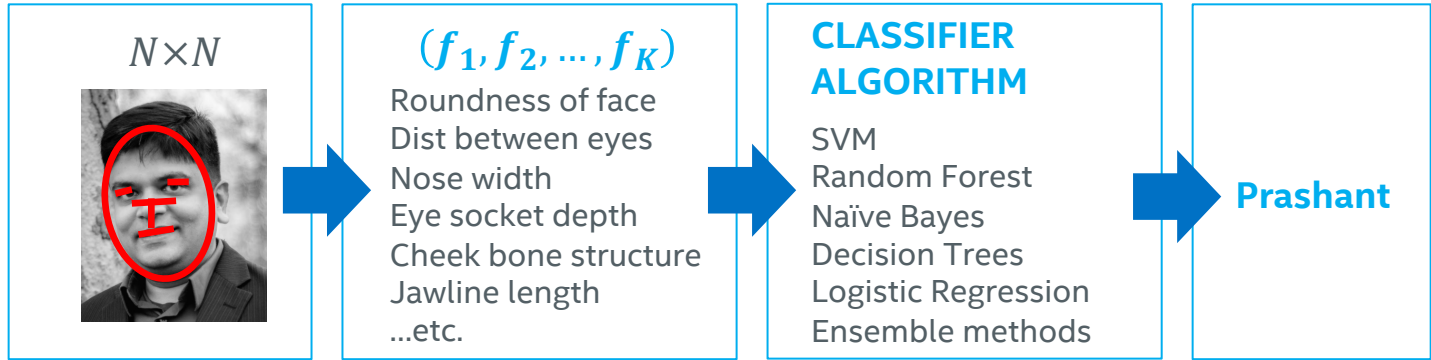 N×N
(f₁, f₂, ..., f_K)
Roundness of face
Dist between eyes
Nose width
Eye socket depth
Cheek bone structure
Jawline length
...etc.
CLASSIFIER
ALGORITHM
SVM
Random Forest
Naïve Bayes
Decision Trees
Logistic Regression
Ensemble methods
Prashant